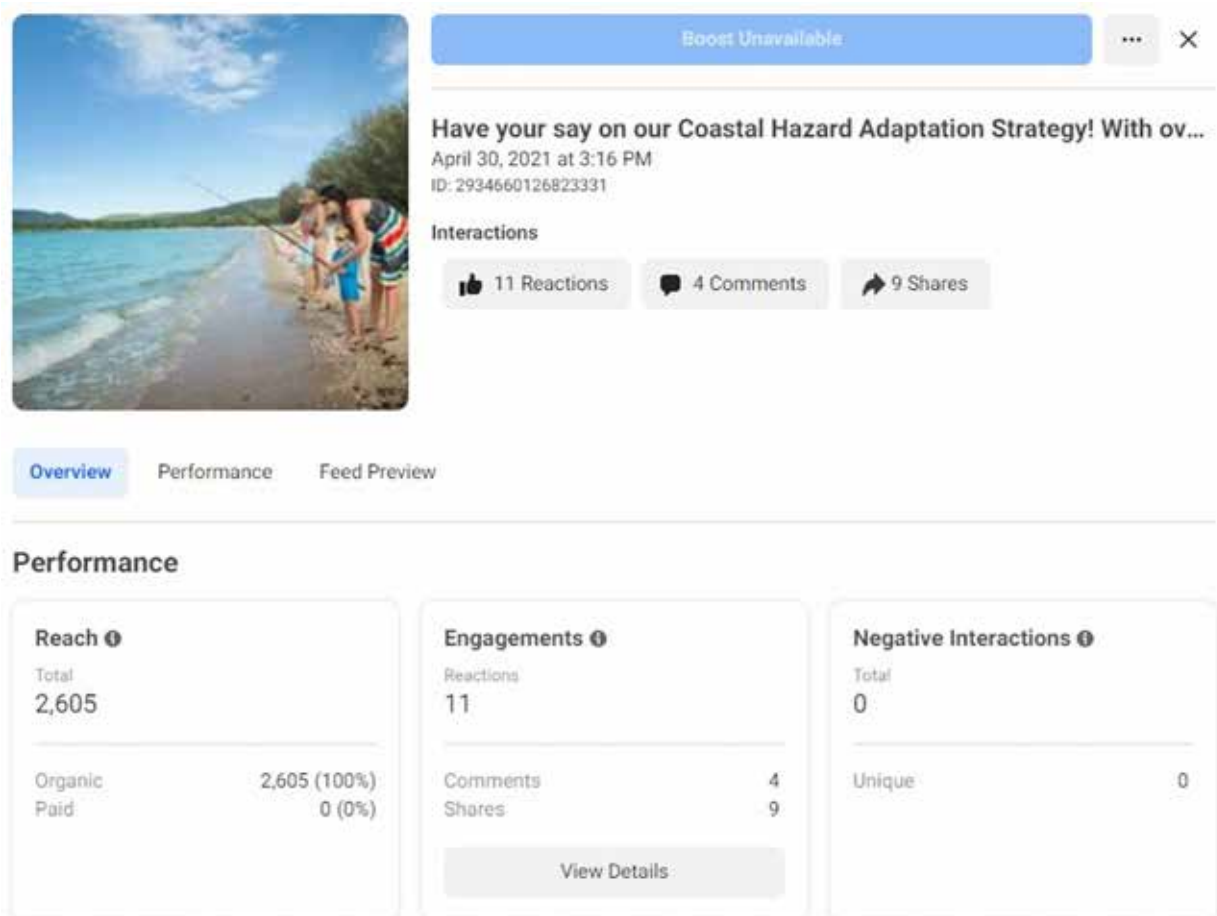 Boost Unavailable
...
Have your say on our Coastal Hazard Adaptation Strategy! With ov...
April 30, 2021 at 3:16 PM
ID: 2934660126823331
Interactions
11 Reactions 4 Comments 9 Shares
Overview Performance Feed Preview
Performance
Reach
Total
2,605
Organic 2,605 (100%)
Paid 0 (0%)
Engagements
Reactions
11
Comments 4
Shares 9
View Details
Negative Interactions
Total
0
Unique 0